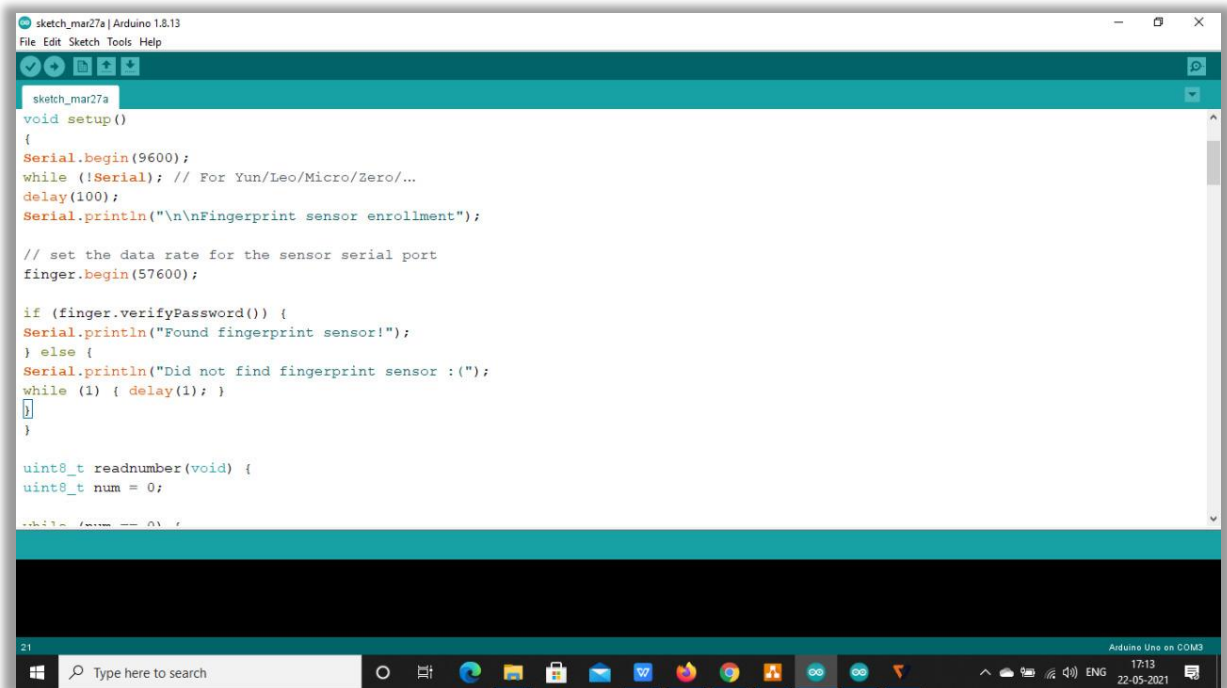 sketch_mar27a | Arduino 1.8.13
File Edit Sketch Tools Help
sketch_mar27a
void setup()
{
Serial.begin(9600);
while (!Serial); // For Yun/Leo/Micro/Zero/...
delay(100);
Serial.println("\n\nFingerprint sensor enrollment");

// set the data rate for the sensor serial port
finger.begin(57600);

if (finger.verifyPassword()) {
Serial.println("Found fingerprint sensor!");
} else {
Serial.println("Did not find fingerprint sensor :(");
while (1) { delay(1); }
}
}

uint8_t readnumber(void) {
uint8_t num = 0;

while (num == 0) {
21
Arduino Uno on COM3
Type here to search
ENG
17:13
22-05-2021